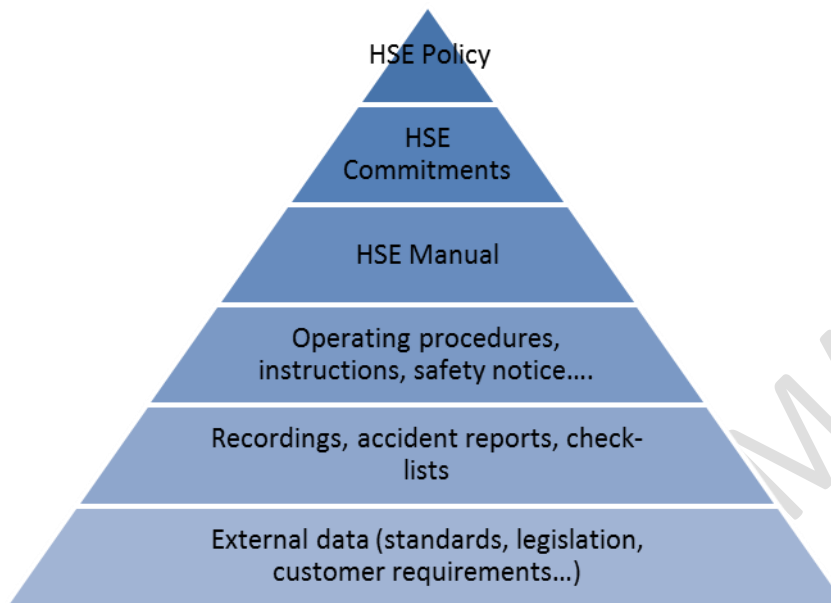 HSE Policy
HSE
Commitments
HSE Manual
Operating procedures,
instructions, safety notice....
Recordings, accident reports, check-
lists
External data (standards, legislation,
customer requirements...)